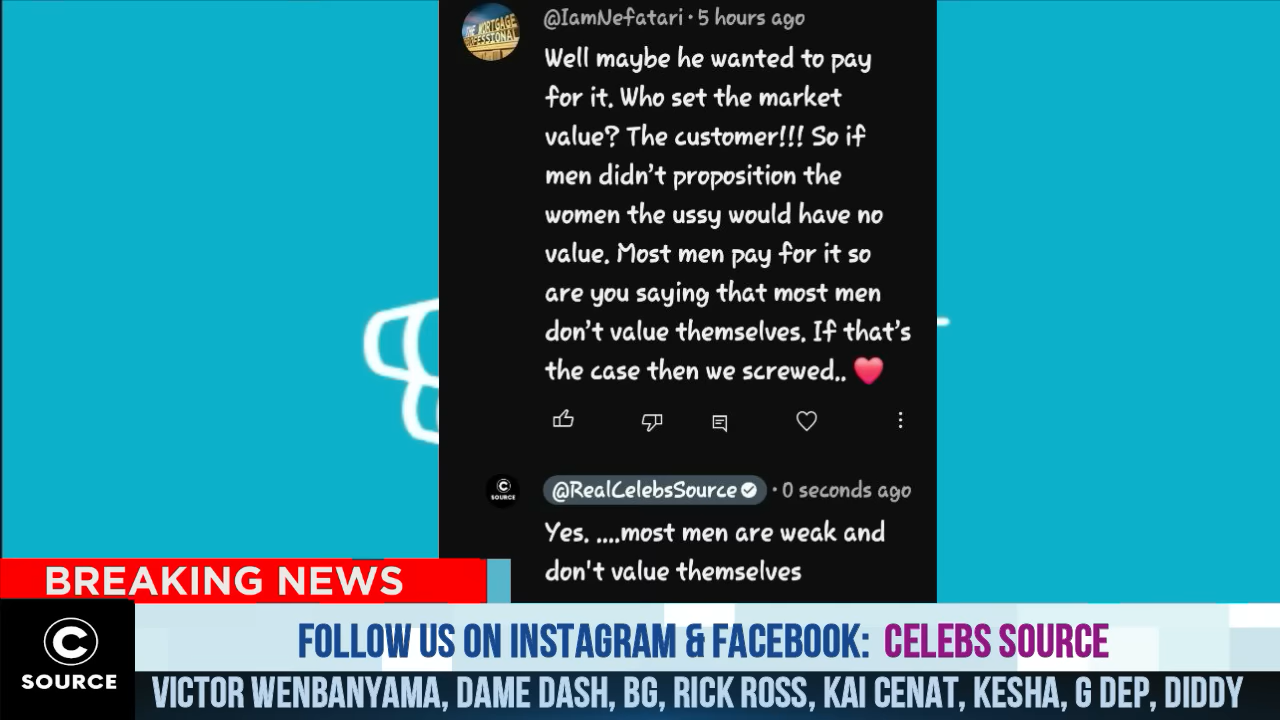 THE MORTGAGE
PROFESSIONAL
@IamNefatari · 5 hours ago
Well maybe he wanted to pay
for it. Who set the market
value? The customer!!! So if
men didn't proposition the
women the ussy would have no
value. Most men pay for it so
are you saying that most men
don't value themselves. If that's
the case then we screwed.. ❤️
C
SOURCE
@RealCelebsSource · 0 seconds ago
Yes. ....most men are weak and
don't value themselves
BREAKING NEWS
C
SOURCE
FOLLOW US ON INSTAGRAM & FACEBOOK: CELEBS SOURCE
VICTOR WENBANYAMA, DAME DASH, BG, RICK ROSS, KAI CENAT, KESHA, G DEP, DIDDY